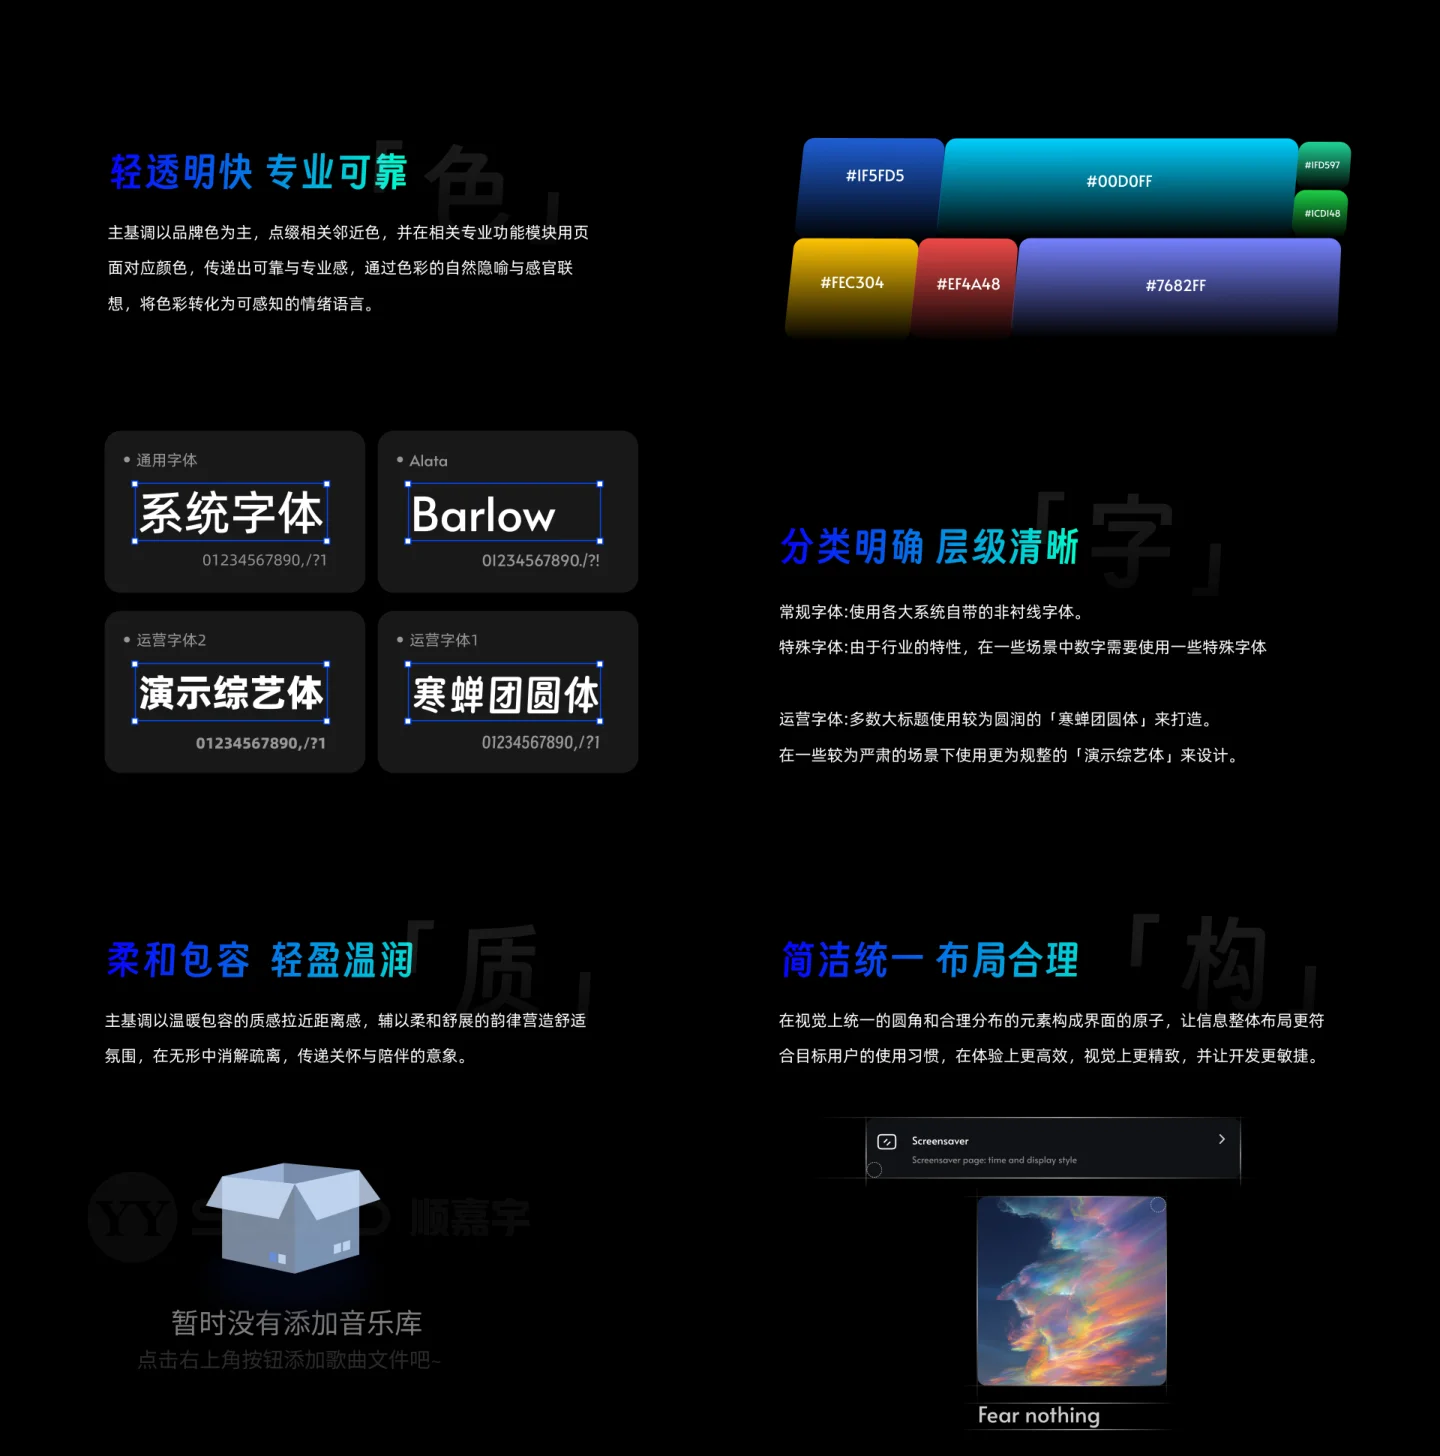 轻透明快 专业可靠
「色」
主基调以品牌色为主，点缀相关邻近色，并在相关专业功能模块用页
面对应颜色，传递出可靠与专业感，通过色彩的自然隐喻与感官联
想，将色彩转化为可感知的情绪语言。
#IF5FD5
#00D0FF
#IFD597
#ICDI48
#FEC304
#EF4A48
#7682FF
通用字体
系统字体
01234567890,/?1
Alata
Barlow
01234567890./?!
运营字体2
演示综艺体
01234567890,/?1
运营字体1
寒蝉团圆体
01234567890,/?1
分类明确 层级清晰
「字」
常规字体:使用各大系统自带的非衬线字体。
特殊字体:由于行业的特性，在一些场景中数字需要使用一些特殊字体
运营字体:多数大标题使用较为圆润的「寒蝉团圆体」来打造。
在一些较为严肃的场景下使用更为规整的「演示综艺体」来设计。
柔和包容 轻盈温润
「质」
主基调以温暖包容的质感拉近距离感，辅以柔和舒展的韵律营造舒适
氛围，在无形中消解疏离，传递关怀与陪伴的意象。
YY
顺嘉宇
暂时没有添加音乐库
点击右上角按钮添加歌曲文件吧~
简洁统一 布局合理
「构」
在视觉上统一的圆角和合理分布的元素构成界面的原子，让信息整体布局更符
合目标用户的使用习惯，在体验上更高效，视觉上更精致，并让开发更敏捷。
Screensaver
Screensaver page: time and display style
Fear nothing